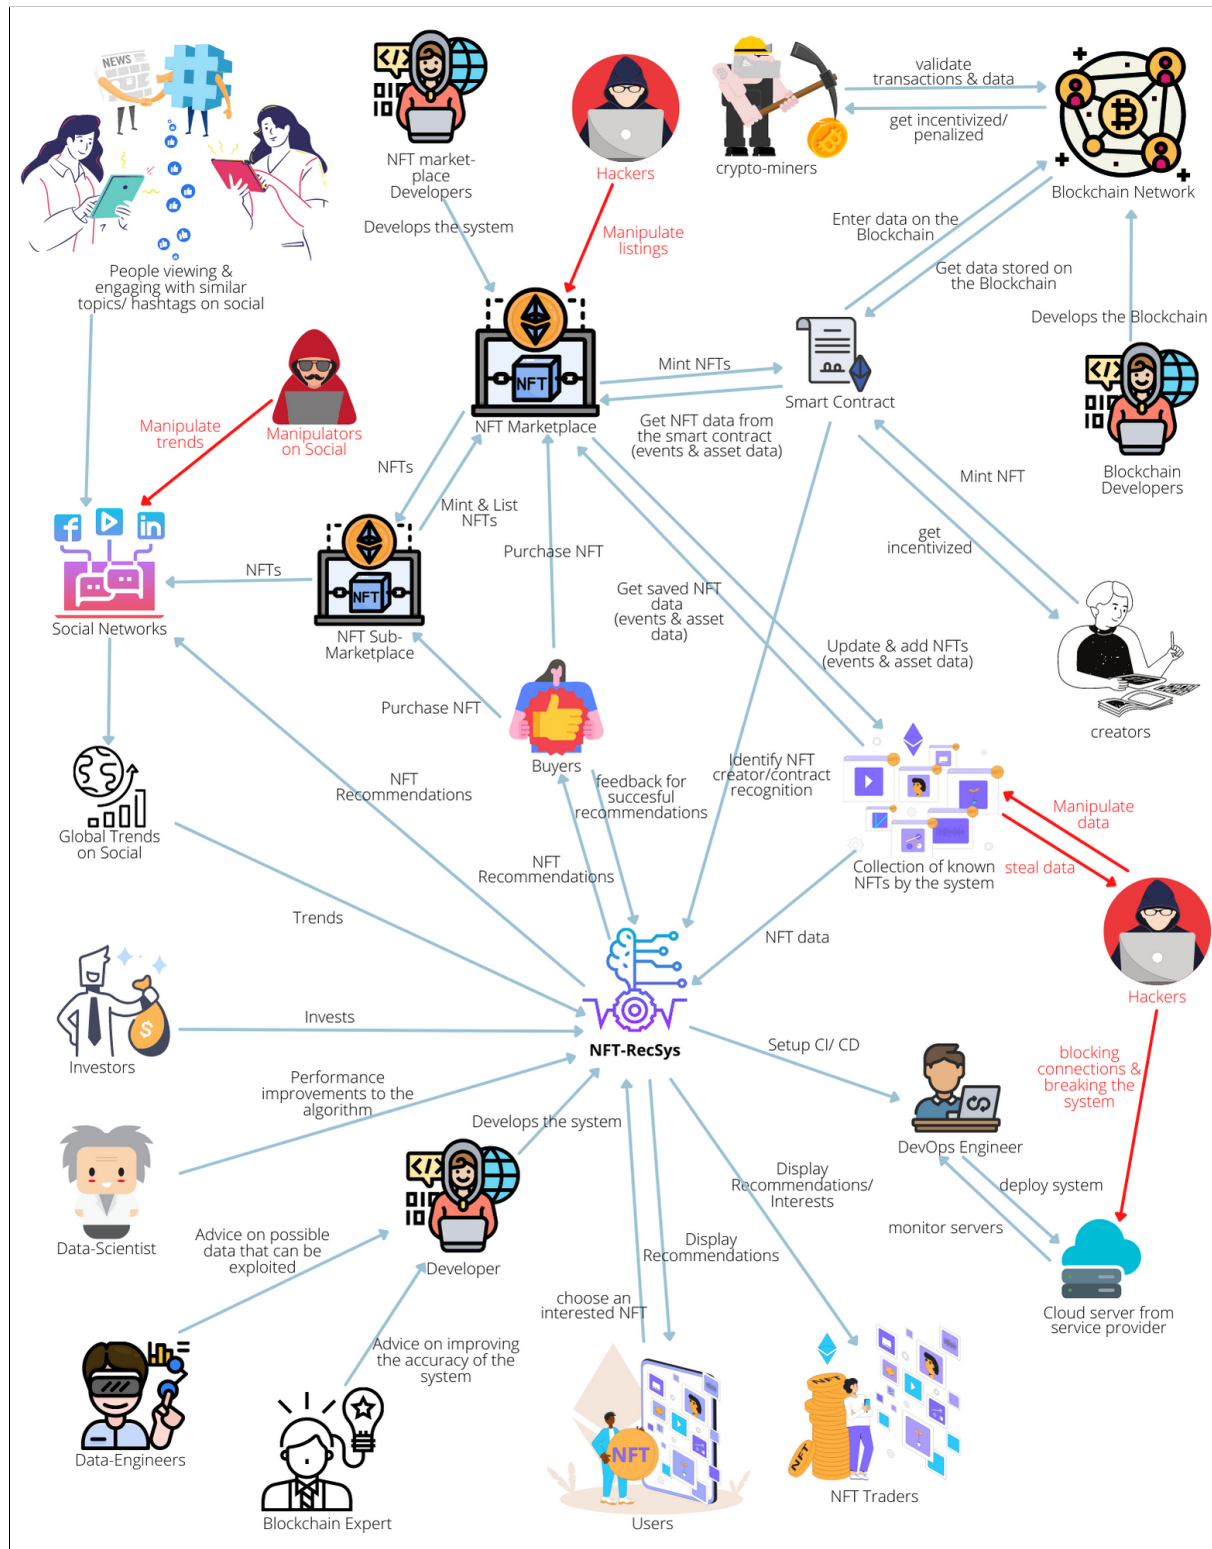 NEWS
NFT market-
place
Developers
Hackers
crypto-miners
validate
transactions & data
get incentivized/
penalized
Blockchain Network
Develops the system
Manipulate
listings
Enter data on the
Blockchain
Get data stored on
the Blockchain
Develops the Blockchain
People viewing &
engaging with similar
topics/ hashtags on social
Manipulate
trends
Manipulators
on Social
NFT
NFT Marketplace
Mint NFTs
Get NFT data from
the smart contract
(events & asset data)
Smart Contract
Blockchain
Developers
NFTs
Mint & List
NFTs
Mint NFT
get
incentivized
Purchase NFT
NFTs
NFT
NFT Sub-
Marketplace
Social Networks
Get saved NFT
data
(events & asset
data)
Update & add NFTs
(events & asset data)
creators
Purchase NFT
Buyers
NFT
Recommendations
feedback for
succesful
recommendations
Identify NFT
creator/contract
recognition
Global Trends
on Social
NFT
Recommendations
Collection of known
NFTs by the system
Manipulate
data
steal data
Hackers
Trends
NFT data
Investors
Invests
NFT-RecSys
Setup CI/ CD
blocking
connections &
breaking the
system
Performance
improvements to the
algorithm
Develops the system
DevOps Engineer
deploy system
monitor servers
Data-Scientist
Advice on possible
data that can be
exploited
Developer
Display
Recommendations/
Interests
Display
Recommendations
Cloud server from
service provider
choose an
interested NFT
Advice on improving
the accuracy of the
system
Data-Engineers
Blockchain Expert
NFT
Users
NFT
NFT
NFT Traders